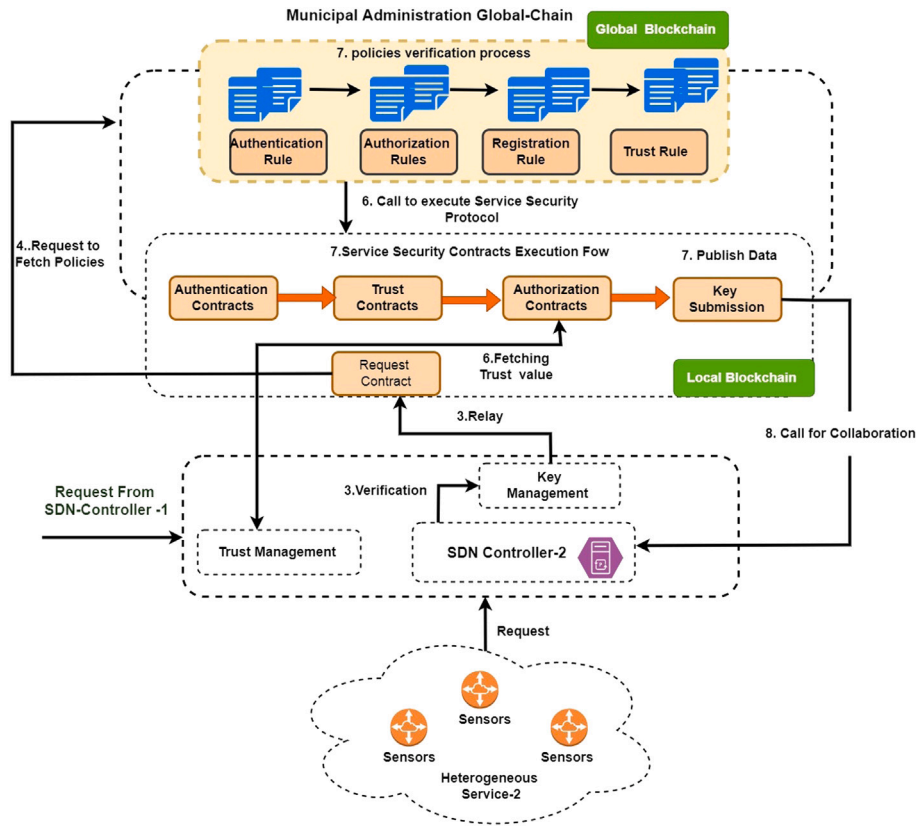 Municipal Administration Global-Chain
Global Blockchain
7. policies verification process
Authentication
Rule
Authorization
Rules
Registration
Rule
Trust Rule
6. Call to execute Service Security
Protocol
4..Request to
Fetch Policies
7.Service Security Contracts Execution Fow
7. Publish Data
Authentication
Contracts
Trust
Contracts
Authorization
Contracts
Key
Submission
Request
Contract
6.Fetching
Trust value
Local Blockchain
3.Relay
8. Call for Collaboration
Request From
SDN-Controller -1
3.Verification
Key
Management
Trust Management
SDN Controller-2
Request
Sensors
Sensors
Sensors
Heterogeneous
Service-2